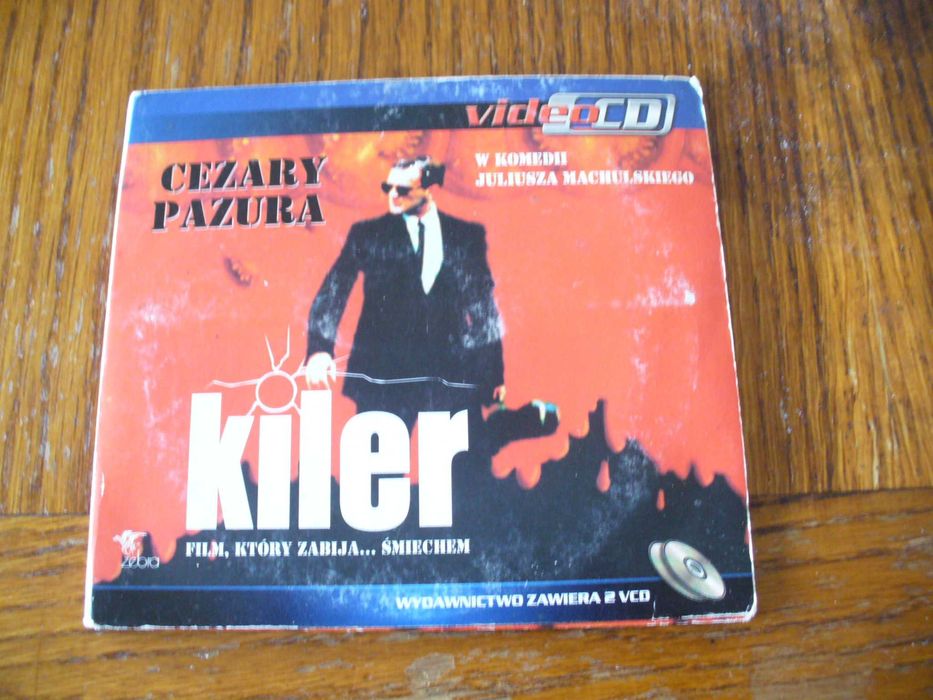 videoCD
CEZARY
PAZURA
W KOMEDII
JULIUSZA MACHULSKIEGO
kiler
FILM, KTÓRY ZABIJA... ŚMIECHEM
Zebra
WYDAWNICTWO ZAWIERA 2 VCD